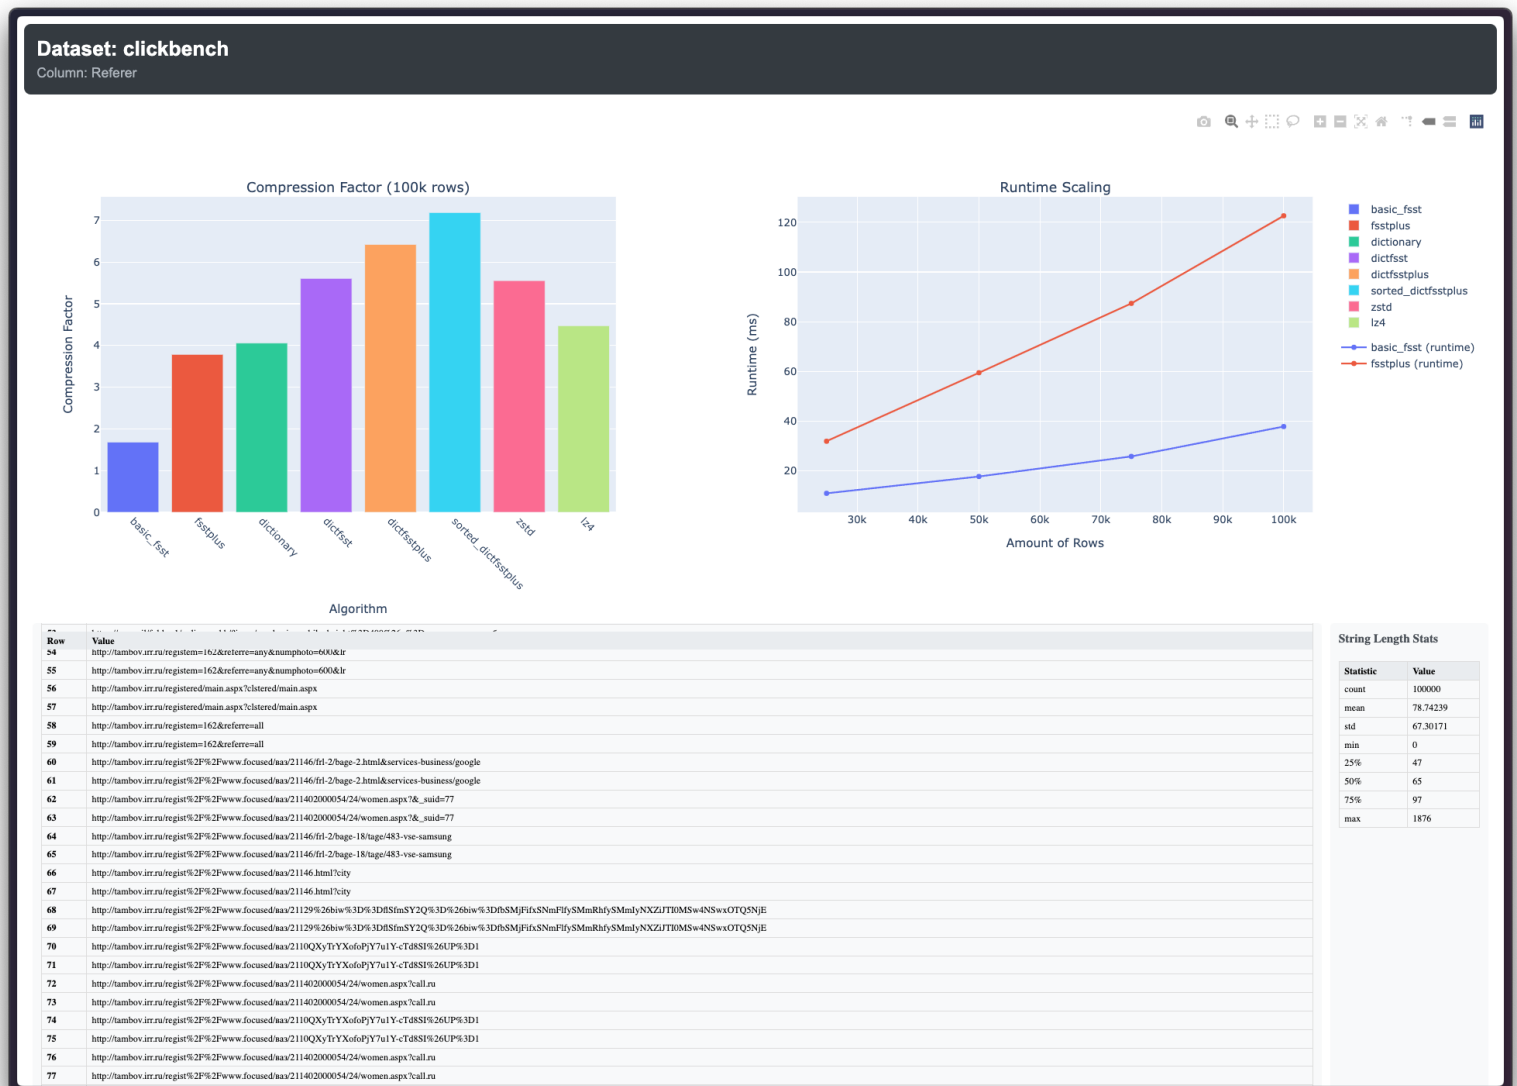 Dataset: clickbench
Column: Referer
Compression Factor (100k rows)
7
6
5
4
3
2
1
0
Compression Factor
basic_fsst
fsstplus
dictionary
dictfsst
dictfsstplus
sorted_dictfsstplus
zstd
lz4
Algorithm
Runtime Scaling
120
100
80
60
40
20
Runtime (ms)
30k 40k 50k 60k 70k 80k 90k 100k
Amount of Rows
basic_fsst
fsstplus
dictionary
dictfsst
dictfsstplus
sorted_dictfsstplus
zstd
lz4
basic_fsst (runtime)
fsstplus (runtime)
Row Value
54 http://tambov.irr.ru/registem=162&referre=any&numphoto=600&lr
55 http://tambov.irr.ru/registem=162&referre=any&numphoto=600&lr
56 http://tambov.irr.ru/registered/main.aspx?clstered/main.aspx
57 http://tambov.irr.ru/registered/main.aspx?clstered/main.aspx
58 http://tambov.irr.ru/registem=162&referre=all
59 http://tambov.irr.ru/registem=162&referre=all
60 http://tambov.irr.ru/regist%2F%2Fwww.focused/ваз/21146/frl-2/bage-2.html&services-business/google
61 http://tambov.irr.ru/regist%2F%2Fwww.focused/ваз/21146/frl-2/bage-2.html&services-business/google
62 http://tambov.irr.ru/regist%2F%2Fwww.focused/ваз/211402000054/24/women.aspx?&_suid=77
63 http://tambov.irr.ru/regist%2F%2Fwww.focused/ваз/211402000054/24/women.aspx?&_suid=77
64 http://tambov.irr.ru/regist%2F%2Fwww.focused/ваз/21146/frl-2/bage-18/tage/483-vse-samsung
65 http://tambov.irr.ru/regist%2F%2Fwww.focused/ваз/21146/frl-2/bage-18/tage/483-vse-samsung
66 http://tambov.irr.ru/regist%2F%2Fwww.focused/ваз/21146.html?city
67 http://tambov.irr.ru/regist%2F%2Fwww.focused/ваз/21146.html?city
68
69
70 http://tambov.irr.ru/regist%2F%2Fwww.focused/ваз/2110QXyTrYXofoPjY7u1Y-cTd8SI%26UP%3D1
71 http://tambov.irr.ru/regist%2F%2Fwww.focused/ваз/2110QXyTrYXofoPjY7u1Y-cTd8SI%26UP%3D1
72 http://tambov.irr.ru/regist%2F%2Fwww.focused/ваз/211402000054/24/women.aspx?call.ru
73 http://tambov.irr.ru/regist%2F%2Fwww.focused/ваз/211402000054/24/women.aspx?call.ru
74 http://tambov.irr.ru/regist%2F%2Fwww.focused/ваз/2110QXyTrYXofoPjY7u1Y-cTd8SI%26UP%3D1
75 http://tambov.irr.ru/regist%2F%2Fwww.focused/ваз/2110QXyTrYXofoPjY7u1Y-cTd8SI%26UP%3D1
76 http://tambov.irr.ru/regist%2F%2Fwww.focused/ваз/211402000054/24/women.aspx?call.ru
77 http://tambov.irr.ru/regist%2F%2Fwww.focused/ваз/211402000054/24/women.aspx?call.ru
String Length Stats
Statistic Value
count 100000
mean 78.74239
std 67.30171
min 0
25% 47
50% 65
75% 97
max 1876